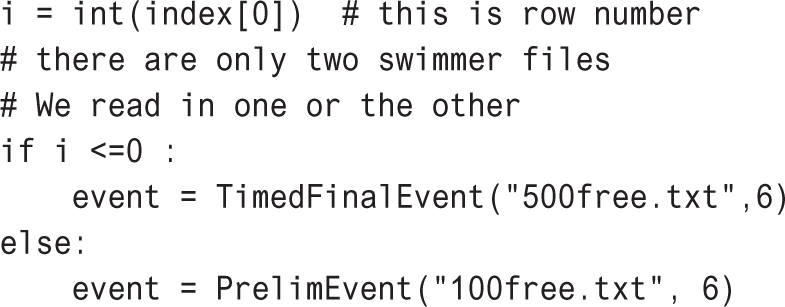 i = int(index[0])  # this is row number
# there are only two swimmer files
# We read in one or the other
if i <=0 :
    event = TimedFinalEvent("500free.txt",6)
else:
    event = PrelimEvent("100free.txt", 6)